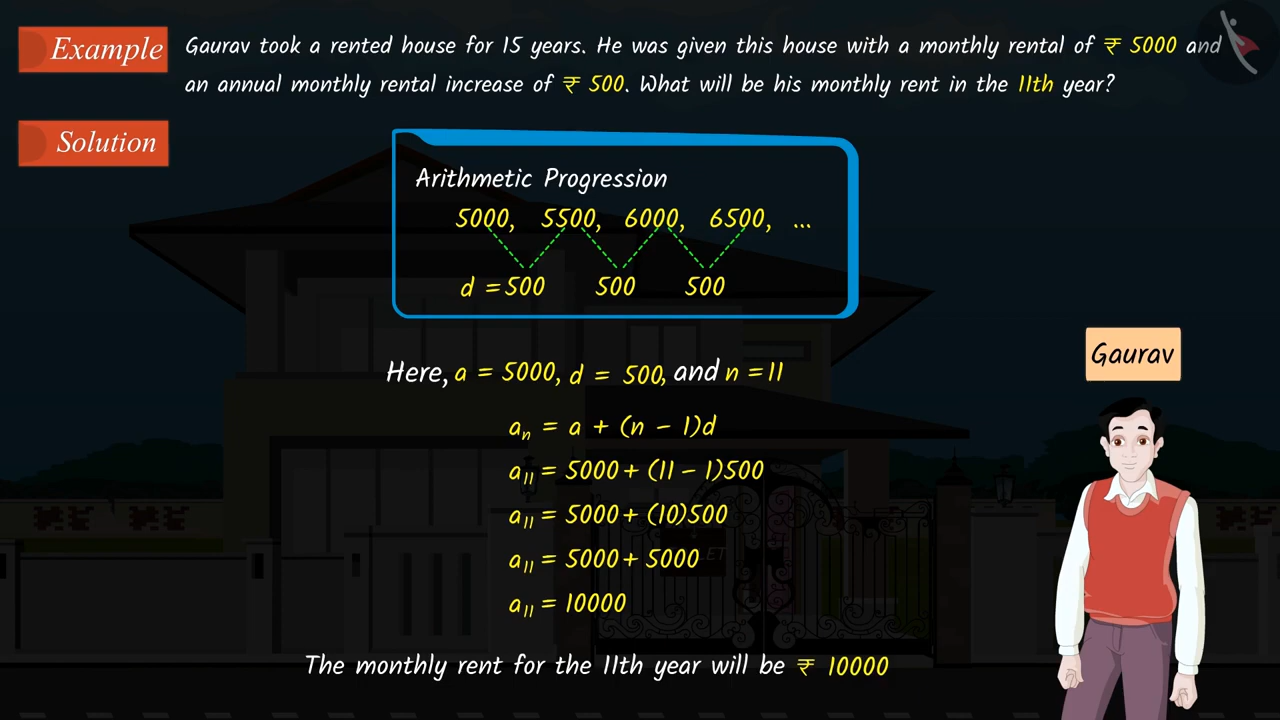 Example
Gaurav took a rented house for 15 years. He was given this house with a monthly rental of ₹ 5000 and
an annual monthly rental increase of ₹ 500. What will be his monthly rent in the 11th year?
Solution
Arithmetic Progression
5000, 5500, 6000, 6500, ...
d = 500 500 500
Here, a = 5000, d = 500, and n = 11
aₙ = a + (n − 1)d
a₁₁ = 5000 + (11 − 1)500
a₁₁ = 5000 + (10)500
a₁₁ = 5000 + 5000
a₁₁ = 10000
The monthly rent for the 11th year will be ₹ 10000
Gaurav